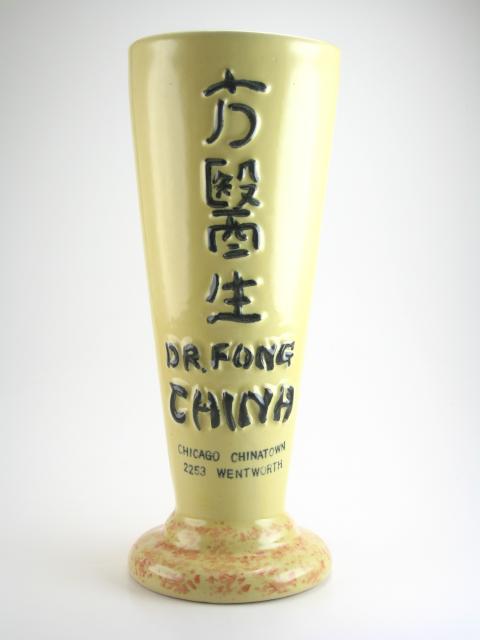 方
醫
生
DR. FONG
CHINA
CHICAGO CHINATOWN
2253 WENTWORTH